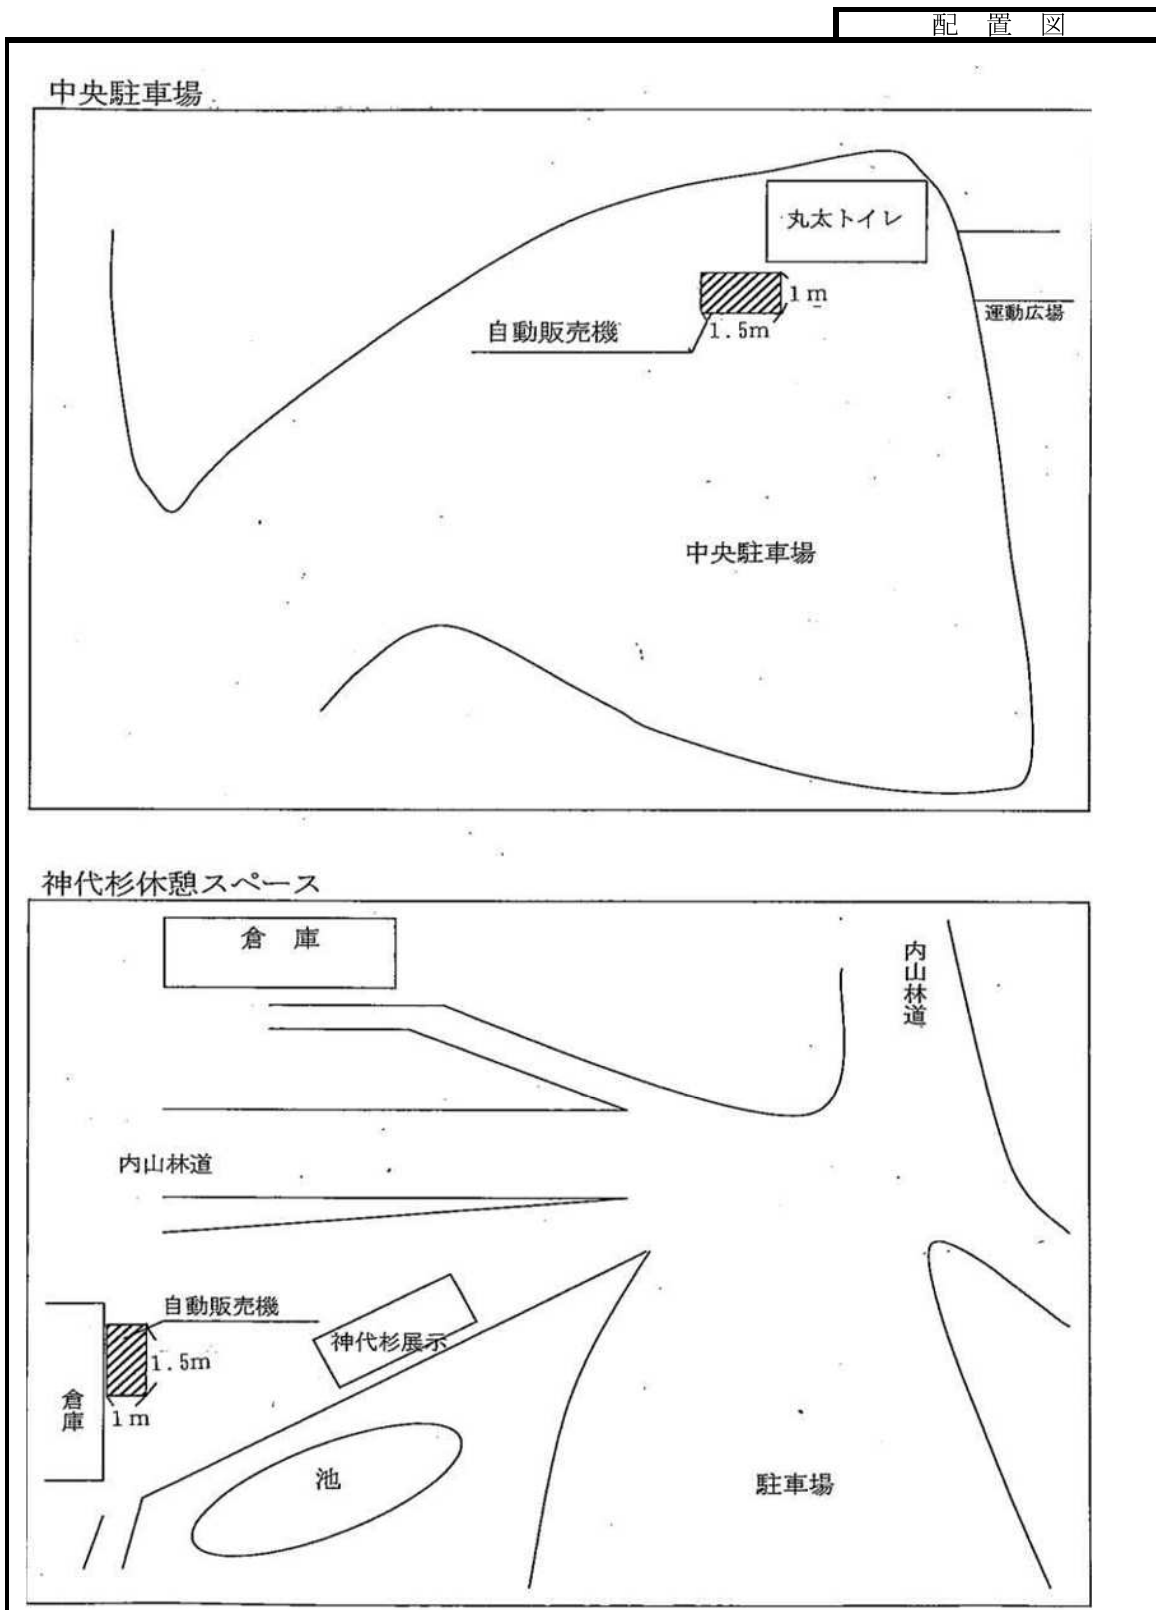 配 置 図
中央駐車場
丸太トイレ
1m
1.5m
自動販売機
運動広場
中央駐車場
神代杉休憩スペース
倉 庫
内山林道
内山林道
自動販売機
神代杉展示
1.5m
倉庫
1m
池
駐車場